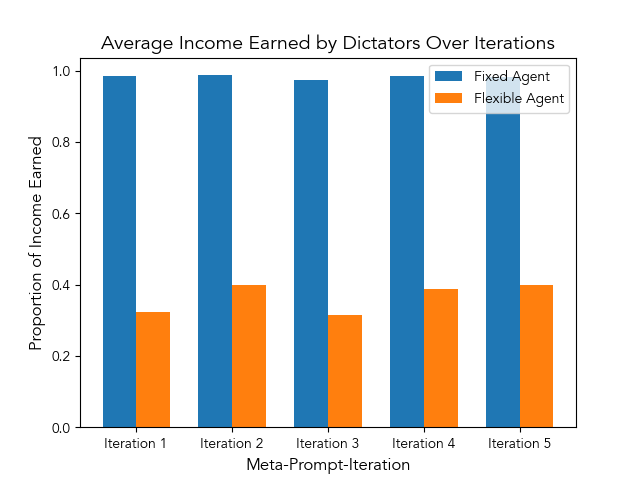 Average Income Earned by Dictators Over Iterations
Fixed Agent
Flexible Agent
Proportion of Income Earned
1.0
0.8
0.6
0.4
0.2
0.0
Iteration 1 Iteration 2 Iteration 3 Iteration 4 Iteration 5
Meta-Prompt-Iteration